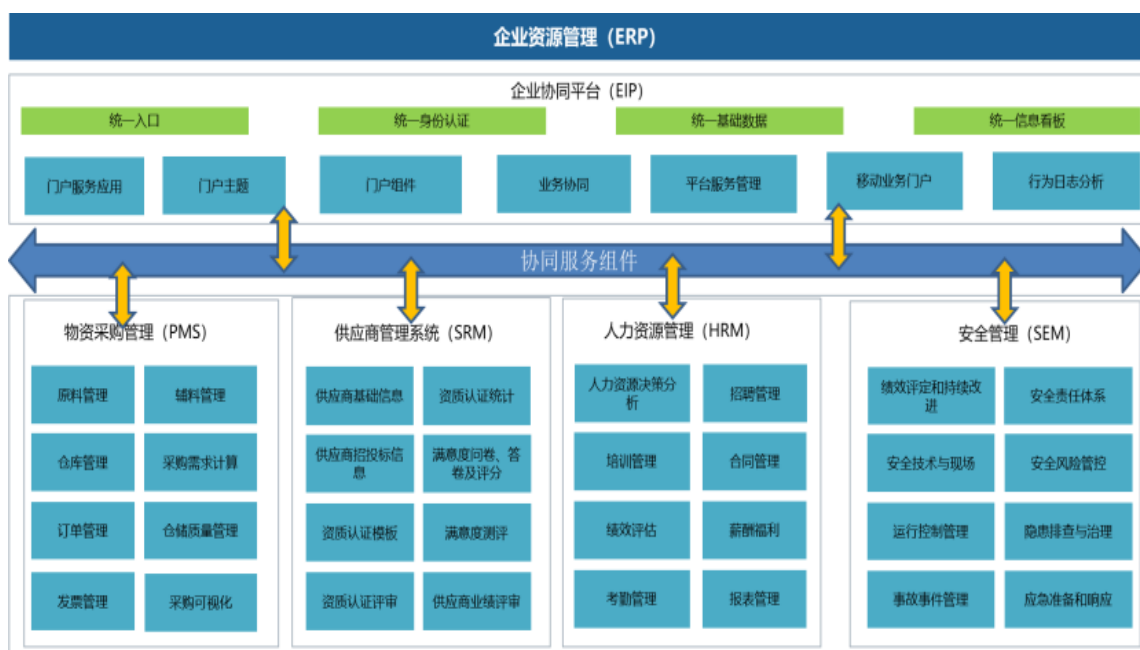 企业资源管理（ERP）
企业协同平台（EIP）
统一入口
统一身份认证
统一基础数据
统一信息看板
门户服务应用
门户主题
门户组件
业务协同
平台服务管理
移动业务门户
行为日志分析
协同服务组件
物资采购管理（PMS）
原料管理
辅料管理
仓库管理
采购需求计算
订单管理
仓储质量管理
发票管理
采购可视化
供应商管理系统（SRM）
供应商基础信息
资质认证统计
供应商招投标信
息
满意度问卷、答
卷及评分
资质认证模板
满意度测评
资质认证评审
供应商业绩评审
人力资源管理（HRM）
人力资源决策分
析
招聘管理
培训管理
合同管理
绩效评估
薪酬福利
考勤管理
报表管理
安全管理（SEM）
绩效评定和持续改
进
安全责任体系
安全技术与现场
安全风险管控
运行控制管理
隐患排查与治理
事故事件管理
应急准备和响应